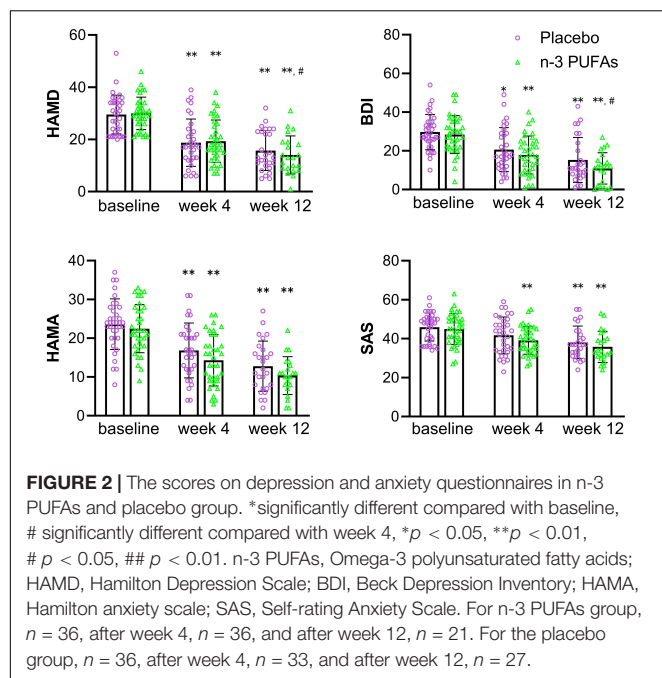 Placebo
n-3 PUFAs
HAMD
60
40
20
0
** ** ** **, #
baseline week 4 week 12
BDI
80
60
40
20
0
* ** ** **, #
baseline week 4 week 12
HAMA
40
30
20
10
0
** ** ** **
baseline week 4 week 12
SAS
80
60
40
20
0
** ** **
baseline week 4 week 12
FIGURE 2 | The scores on depression and anxiety questionnaires in n-3
PUFAs and placebo group. *significantly different compared with baseline,
# significantly different compared with week 4, *p < 0.05, **p < 0.01,
# p < 0.05, ## p < 0.01. n-3 PUFAs, Omega-3 polyunsaturated fatty acids;
HAMD, Hamilton Depression Scale; BDI, Beck Depression Inventory; HAMA,
Hamilton anxiety scale; SAS, Self-rating Anxiety Scale. For n-3 PUFAs group,
n = 36, after week 4, n = 36, and after week 12, n = 21. For the placebo
group, n = 36, after week 4, n = 33, and after week 12, n = 27.